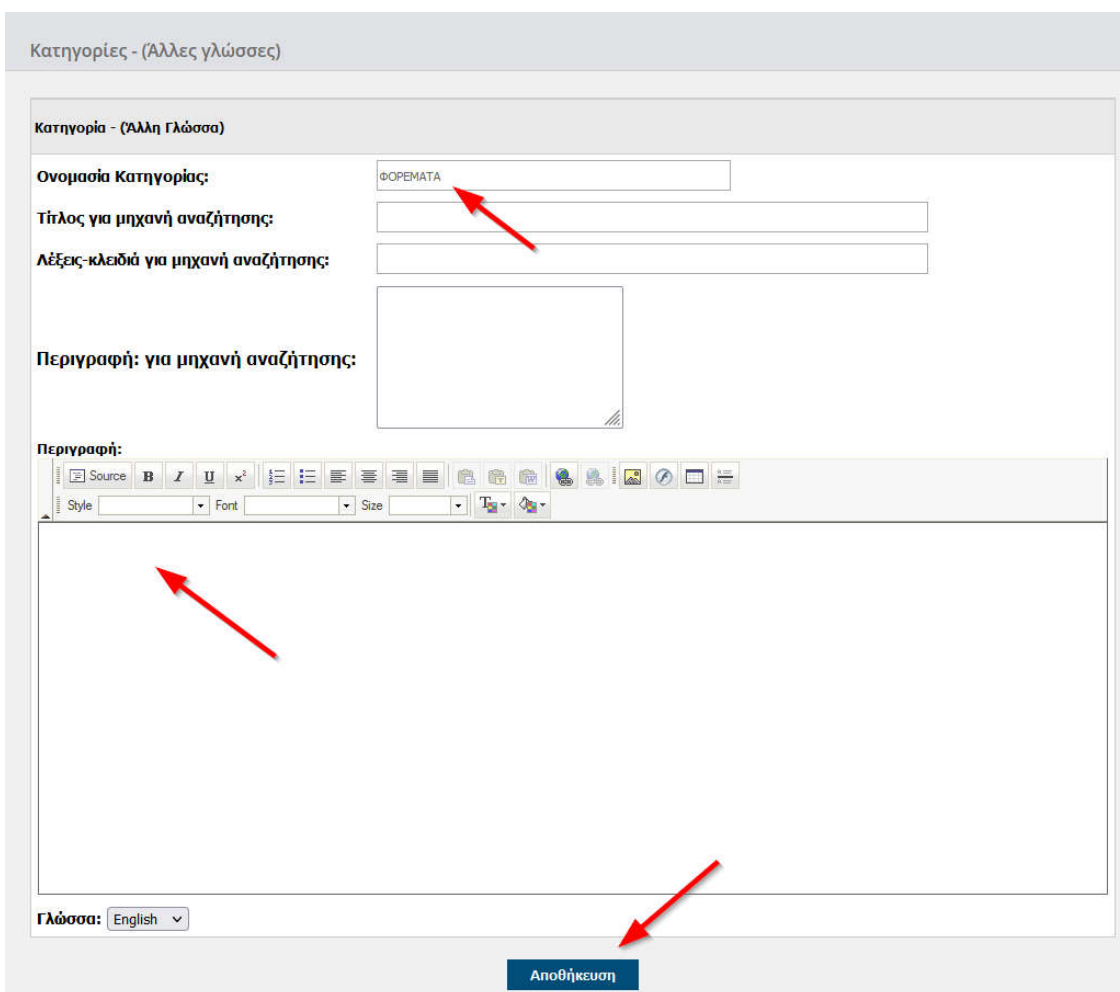 Κατηγορίες - (Άλλες γλώσσες)
Κατηγορία - (Άλλη Γλώσσα)
Ονομασία Κατηγορίας: ΦΟΡΕΜΑΤΑ
Τίτλος για μηχανή αναζήτησης:
Λέξεις-κλειδιά για μηχανή αναζήτησης:
Περιγραφή: για μηχανή αναζήτησης:
Περιγραφή:
Source B I U x²
Style Font Size T
Γλώσσα: English
Αποθήκευση